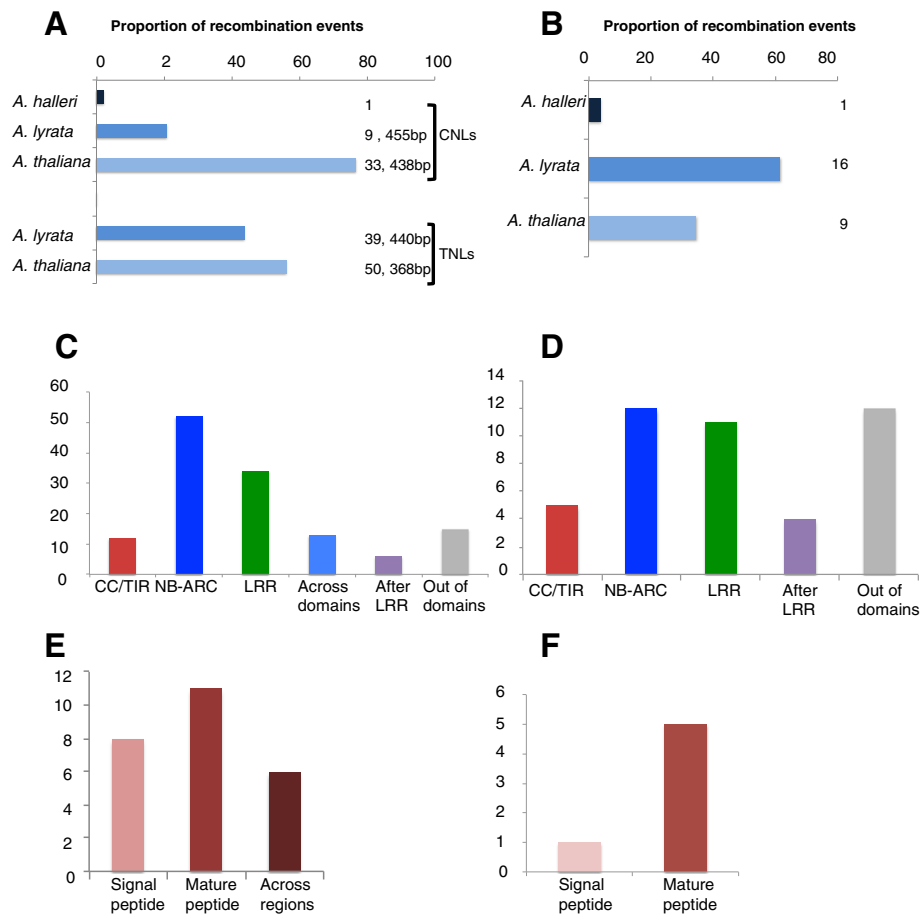 A
Proportion of recombination events
0 2 40 60 80 100
A. halleri 1
A. lyrata 9 , 455bp
A. thaliana 33, 438bp
CNLs
A. lyrata 39, 440bp
A. thaliana 50, 368bp
TNLs
B
Proportion of recombination events
0 20 40 60 80
A. halleri 1
A. lyrata 16
A. thaliana 9
C
60
50
40
30
20
10
0
CC/TIR NB-ARC LRR Across domains After LRR Out of domains
D
14
12
10
8
6
4
2
0
CC/TIR NB-ARC LRR After LRR Out of domains
E
12
10
8
6
4
2
0
Signal peptide Mature peptide Across regions
F
6
5
4
3
2
1
0
Signal peptide Mature peptide